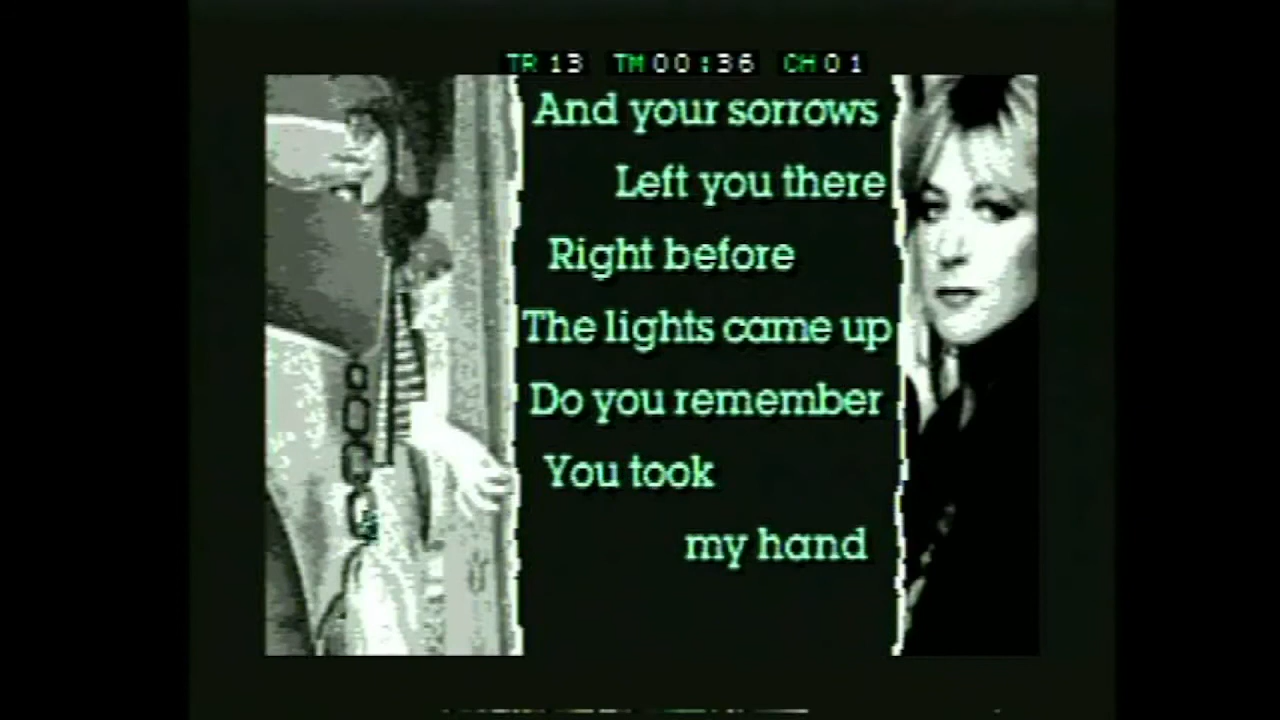 TR 13 TM 00:36 CH 01
And your sorrows
Left you there
Right before
The lights came up
Do you remember
You took
my hand